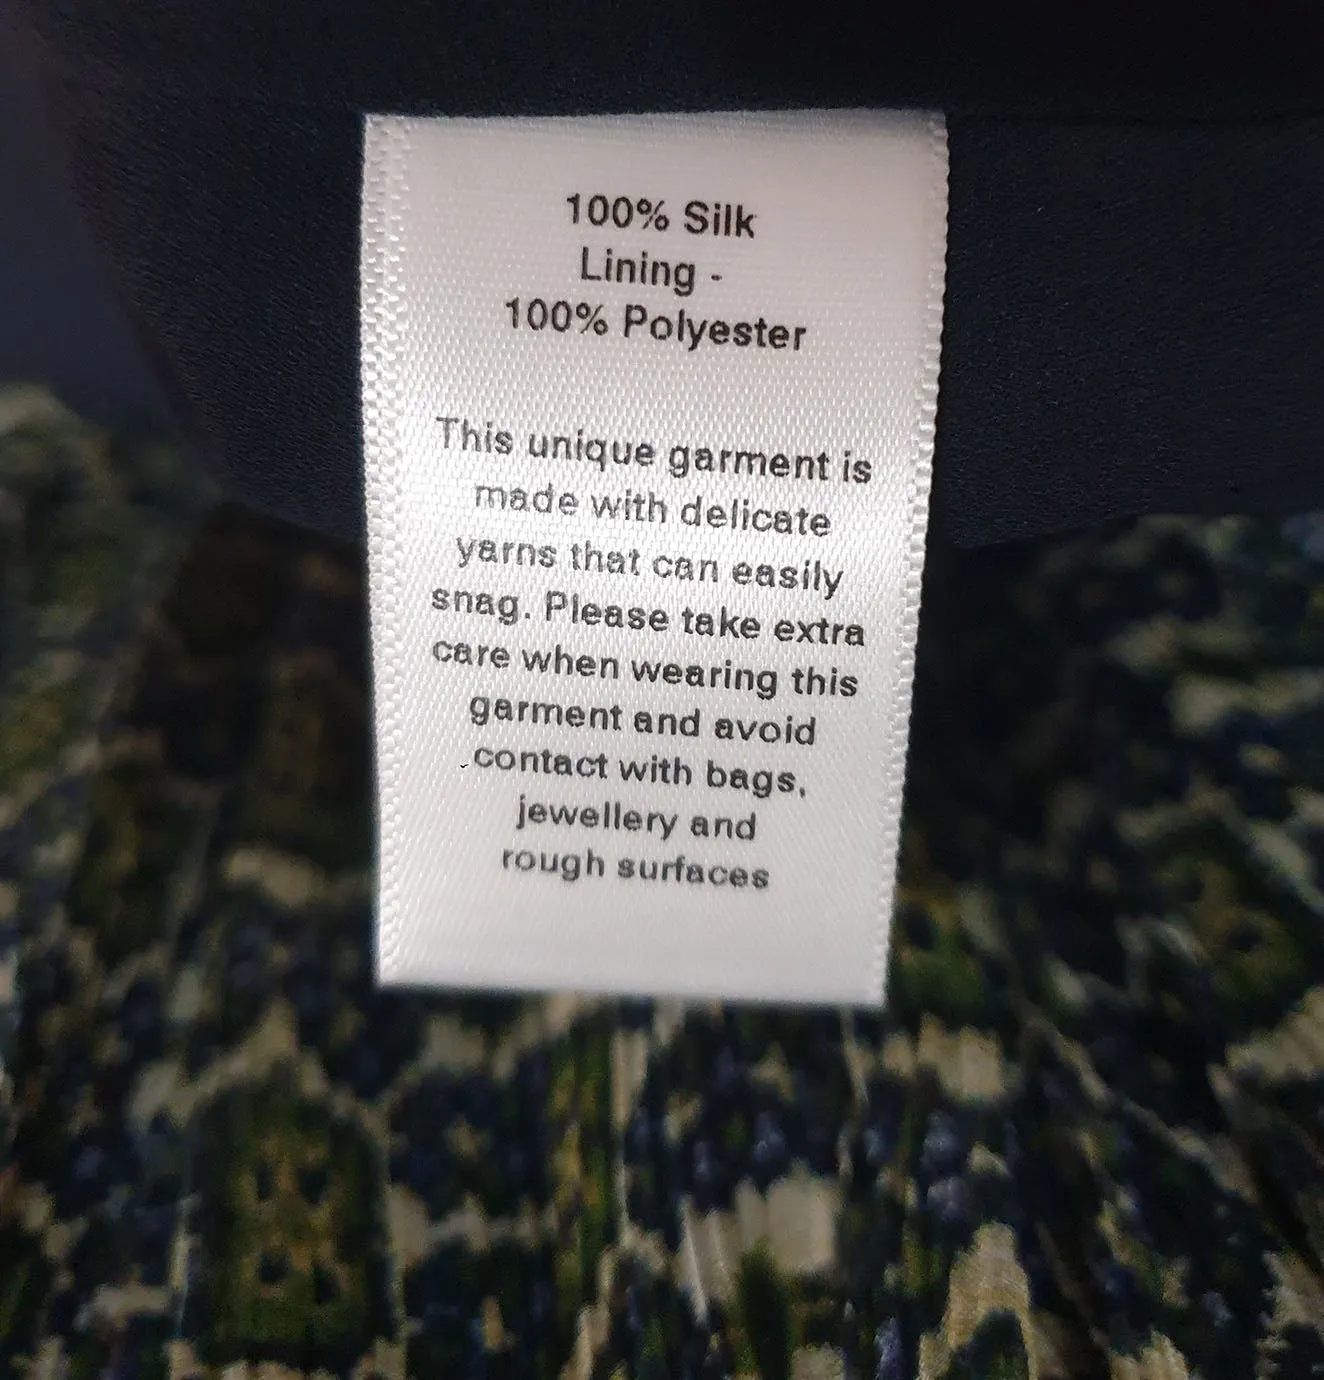 100% Silk
Lining -
100% Polyester
This unique garment is
made with delicate
yarns that can easily
snag. Please take extra
care when wearing this
garment and avoid
contact with bags,
jewellery and
rough surfaces